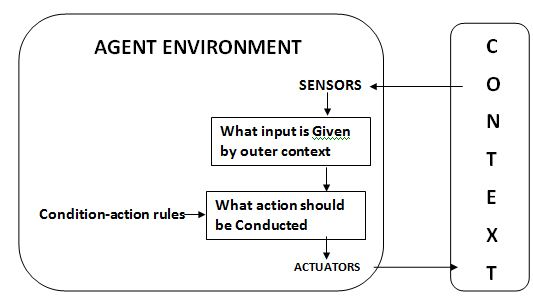 AGENT ENVIRONMENT
SENSORS
What input is Given
by outer context
Condition-action rules
What action should
be Conducted
ACTUATORS
C
O
N
T
E
X
T